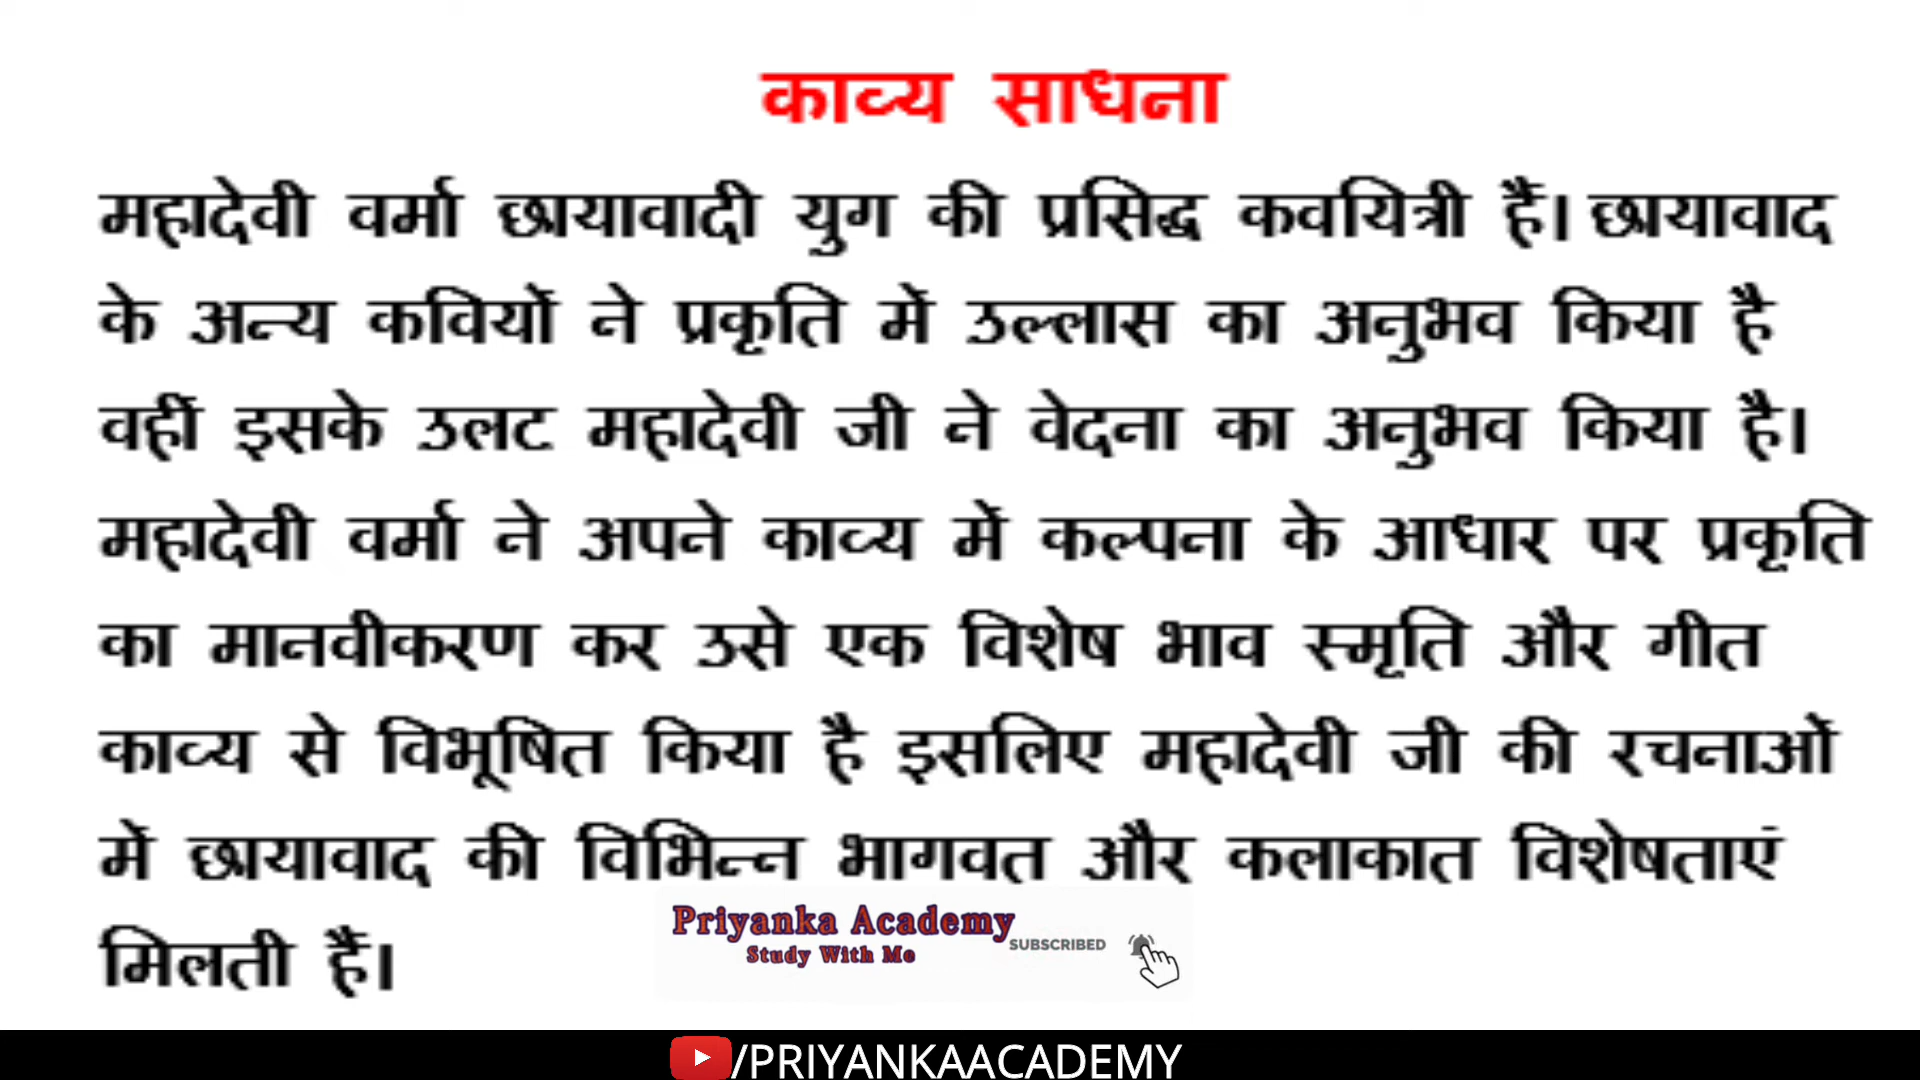 काव्य साधना
महादेवी वर्मा छायावादी युग की प्रसिद्ध कवयित्री हैं। छायावाद
के अन्य कवियों ने प्रकृति में उल्लास का अनुभव किया है
वहीं इसके उलट महादेवी जी ने वेदना का अनुभव किया है।
महादेवी वर्मा ने अपने काव्य में कल्पना के आधार पर प्रकृति
का मानवीकरण कर उसे एक विशेष भाव स्मृति और गीत
काव्य से विभूषित किया है इसलिए महादेवी जी की रचनाओं
में छायावाद की विभिन्न भागवत और कलाकात विशेषताएं
मिलती हैं।
Priyanka Academy
Study With Me
SUBSCRIBED
/PRIYANKAACADEMY